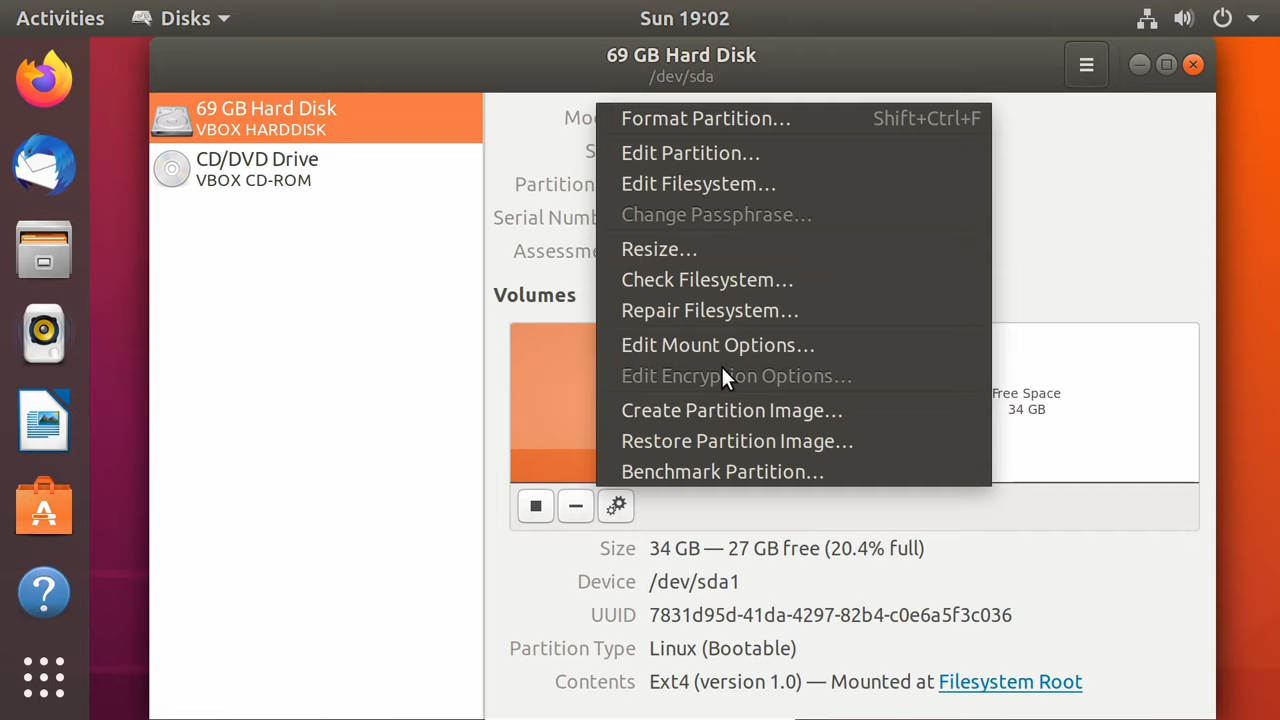 Activities
Disks
Sun 19:02
69 GB Hard Disk
/dev/sda
69 GB Hard Disk
VBOX HARDDISK
CD/DVD Drive
VBOX CD-ROM
Partition
Volumes
Format Partition… Shift+Ctrl+F
Edit Partition…
Edit Filesystem…
Change Passphrase…
Resize…
Check Filesystem…
Repair Filesystem…
Edit Mount Options…
Edit Encryption Options…
Create Partition Image…
Restore Partition Image…
Benchmark Partition…
Free Space
34 GB
Size 34 GB — 27 GB free (20.4% full)
Device /dev/sda1
UUID 7831d95d-41da-4297-82b4-c0e6a5f3c036
Partition Type Linux (Bootable)
Contents Ext4 (version 1.0) — Mounted at Filesystem Root